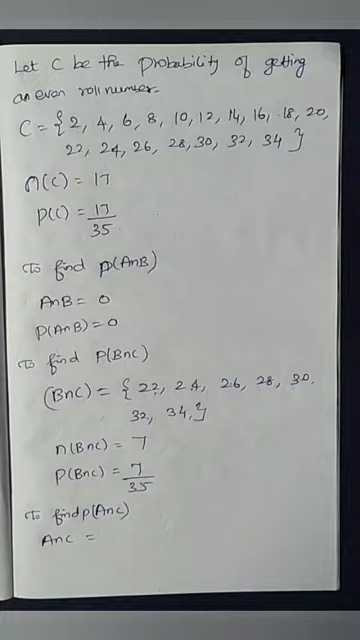 Let C be the probability of getting
an even roll number.
C = {2, 4, 6, 8, 10, 12, 14, 16, 18, 20,
22, 24, 26, 28, 30, 32, 34}
n(C) = 17
P(C) = 17/35
To find P(A∩B)
A∩B = 0
P(A∩B) = 0
To find P(B∩C)
(B∩C) = {22, 24, 26, 28, 30,
32, 34,}
n(B∩C) = 7
P(B∩C) = 7/35
To find P(A∩C)
A∩C =